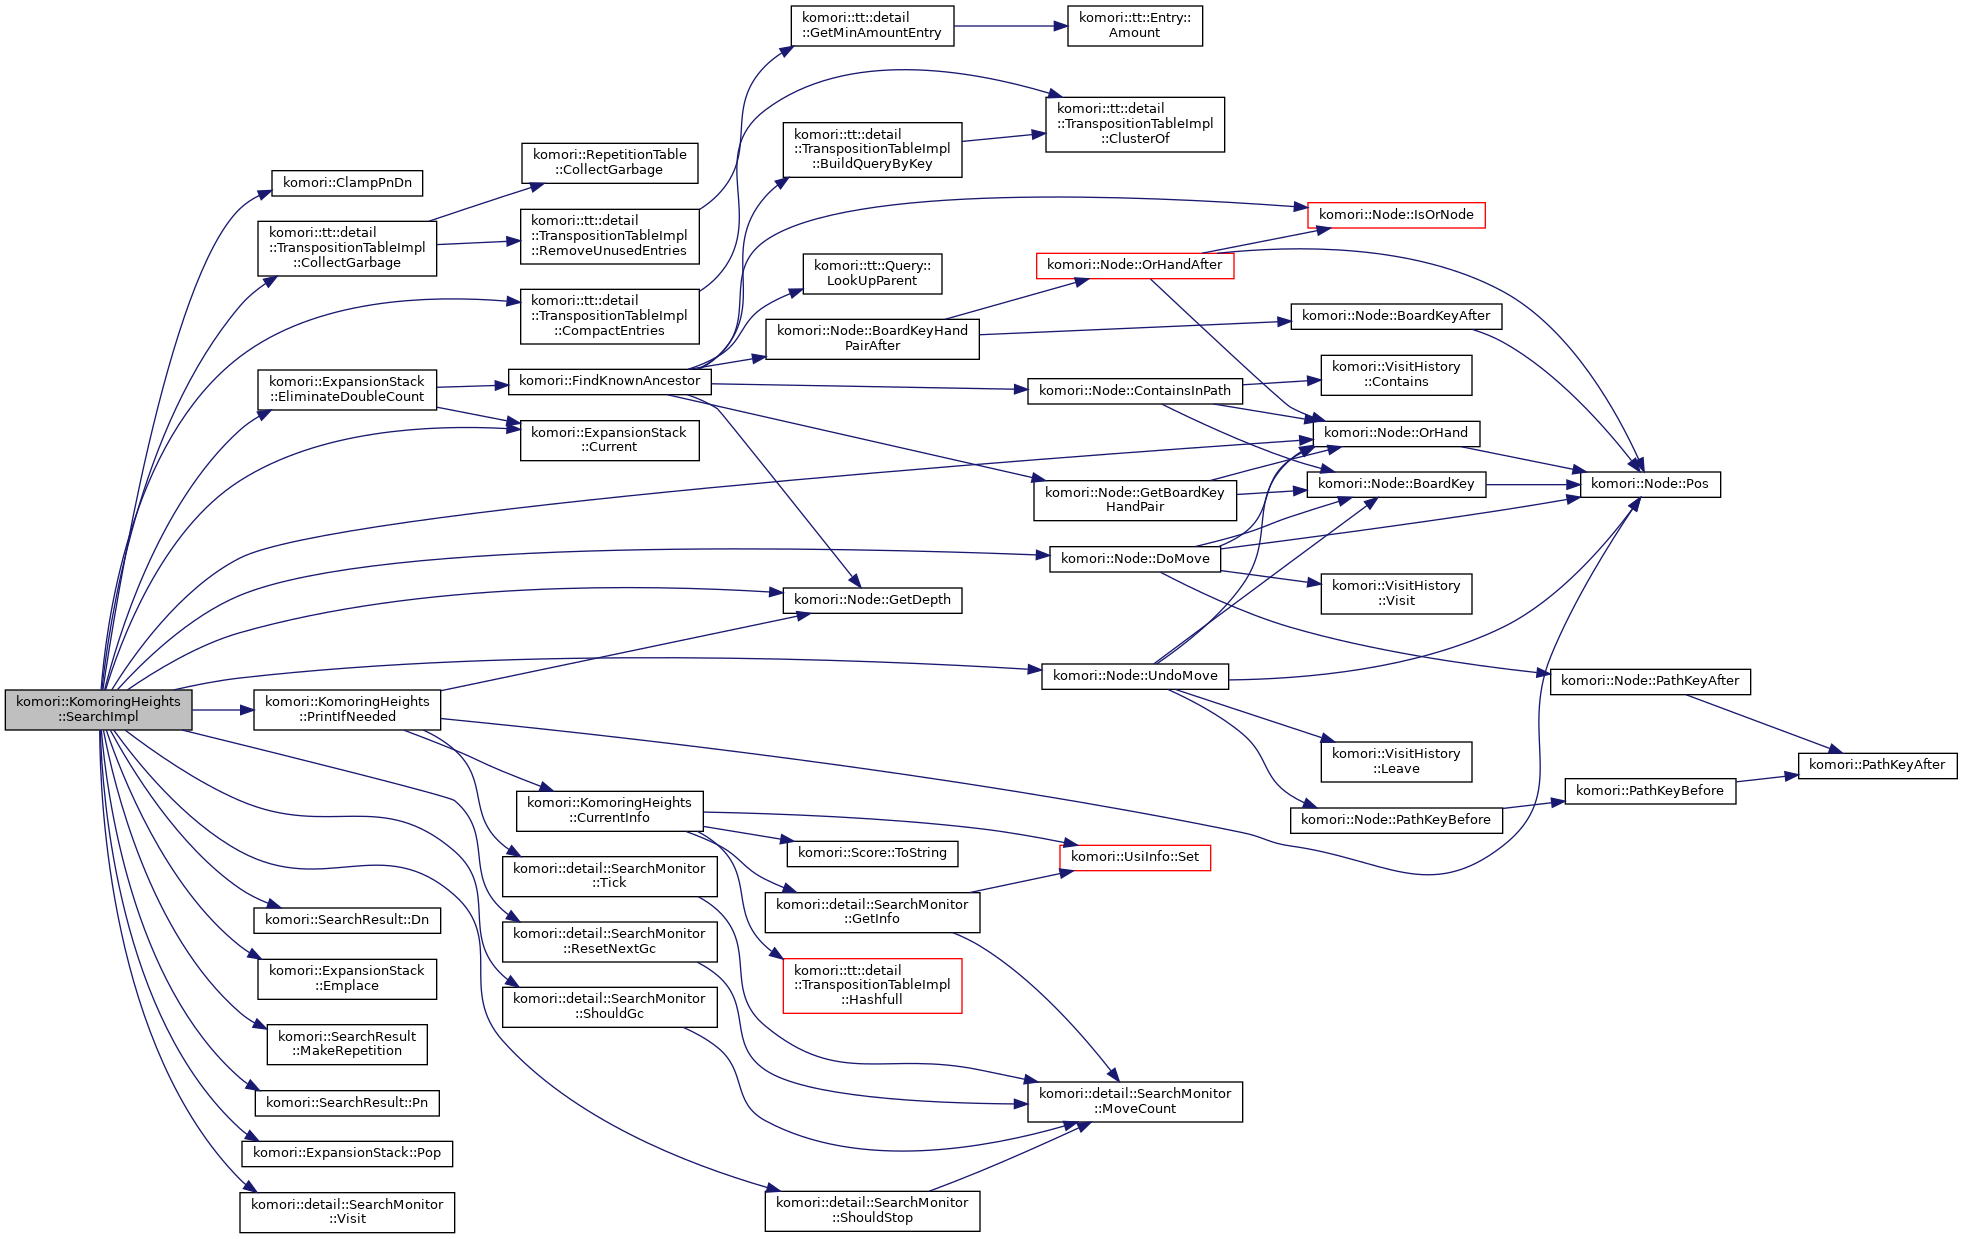 komori::KomoringHeights
::SearchImpl
komori::ClampPnDn
komori::tt::detail
::TranspositionTableImpl
::CollectGarbage
komori::ExpansionStack
::EliminateDoubleCount
komori::KomoringHeights
::PrintIfNeeded
komori::SearchResult::Dn
komori::ExpansionStack
::Emplace
komori::SearchResult
::MakeRepetition
komori::SearchResult::Pn
komori::ExpansionStack::Pop
komori::detail::SearchMonitor
::Visit
komori::RepetitionTable
::CollectGarbage
komori::tt::detail
::TranspositionTableImpl
::RemoveUnusedEntries
komori::tt::detail
::TranspositionTableImpl
::CompactEntries
komori::FindKnownAncestor
komori::ExpansionStack
::Current
komori::KomoringHeights
::CurrentInfo
komori::detail::SearchMonitor
::Tick
komori::detail::SearchMonitor
::ResetNextGc
komori::detail::SearchMonitor
::ShouldGc
komori::tt::detail
::GetMinAmountEntry
komori::tt::detail
::TranspositionTableImpl
::BuildQueryByKey
komori::tt::Query::
LookUpParent
komori::Node::BoardKeyHand
PairAfter
komori::Node::GetDepth
komori::Score::ToString
komori::detail::SearchMonitor
::GetInfo
komori::tt::detail
::TranspositionTableImpl
::Hashfull
komori::detail::SearchMonitor
::ShouldStop
komori::tt::Entry::
Amount
komori::tt::detail
::TranspositionTableImpl
::ClusterOf
komori::Node::OrHandAfter
komori::Node::ContainsInPath
komori::Node::GetBoardKey
HandPair
komori::Node::DoMove
komori::Node::UndoMove
komori::UsiInfo::Set
komori::detail::SearchMonitor
::MoveCount
komori::Node::IsOrNode
komori::Node::BoardKeyAfter
komori::VisitHistory
::Contains
komori::Node::OrHand
komori::Node::BoardKey
komori::VisitHistory
::Visit
komori::VisitHistory
::Leave
komori::Node::PathKeyBefore
komori::Node::Pos
komori::Node::PathKeyAfter
komori::PathKeyBefore
komori::PathKeyAfter